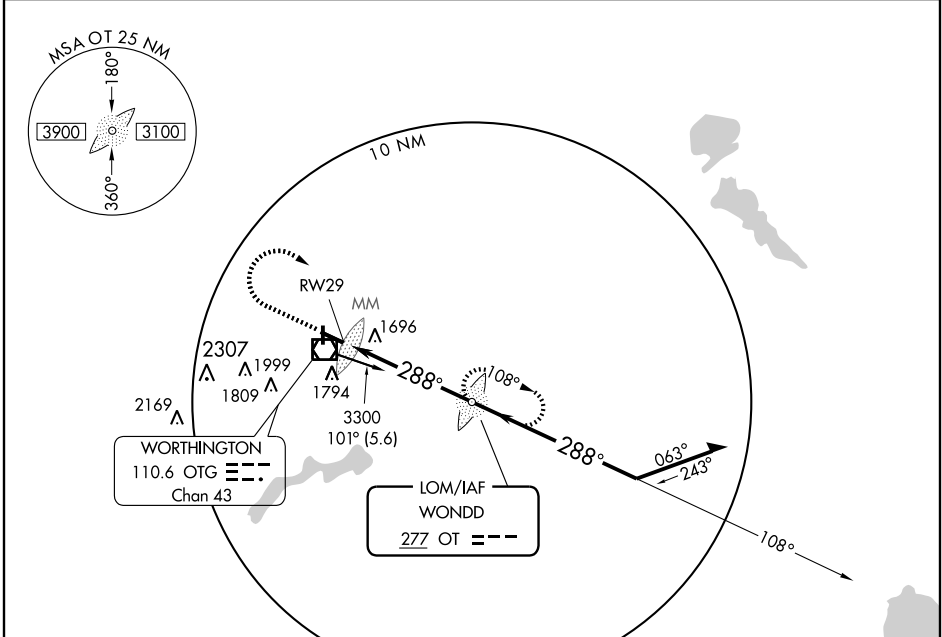 MSA OT 25 NM
180°
3900
3100
360°
10 NM
RW29
MM
1696
2307
1999
1809
1794
2169
288°
108°
3300
101° (5.6)
288°
063°
243°
108°
WORTHINGTON
110.6 OTG
Chan 43
LOM/IAF
WONDD
277 OT